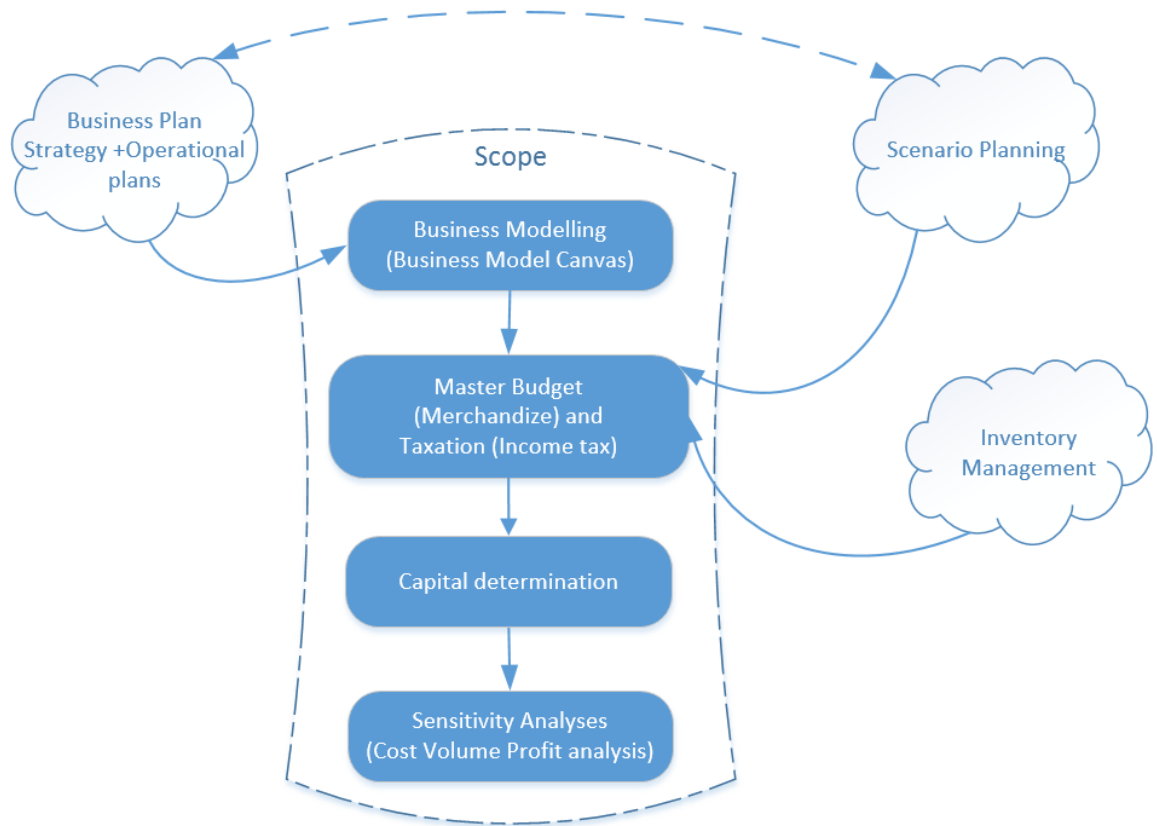 Business Plan
Strategy +Operational
plans
Scope
Scenario Planning
Business Modelling
(Business Model Canvas)
Master Budget
(Merchandize) and
Taxation (Income tax)
Inventory
Management
Capital determination
Sensitivity Analyses
(Cost Volume Profit analysis)